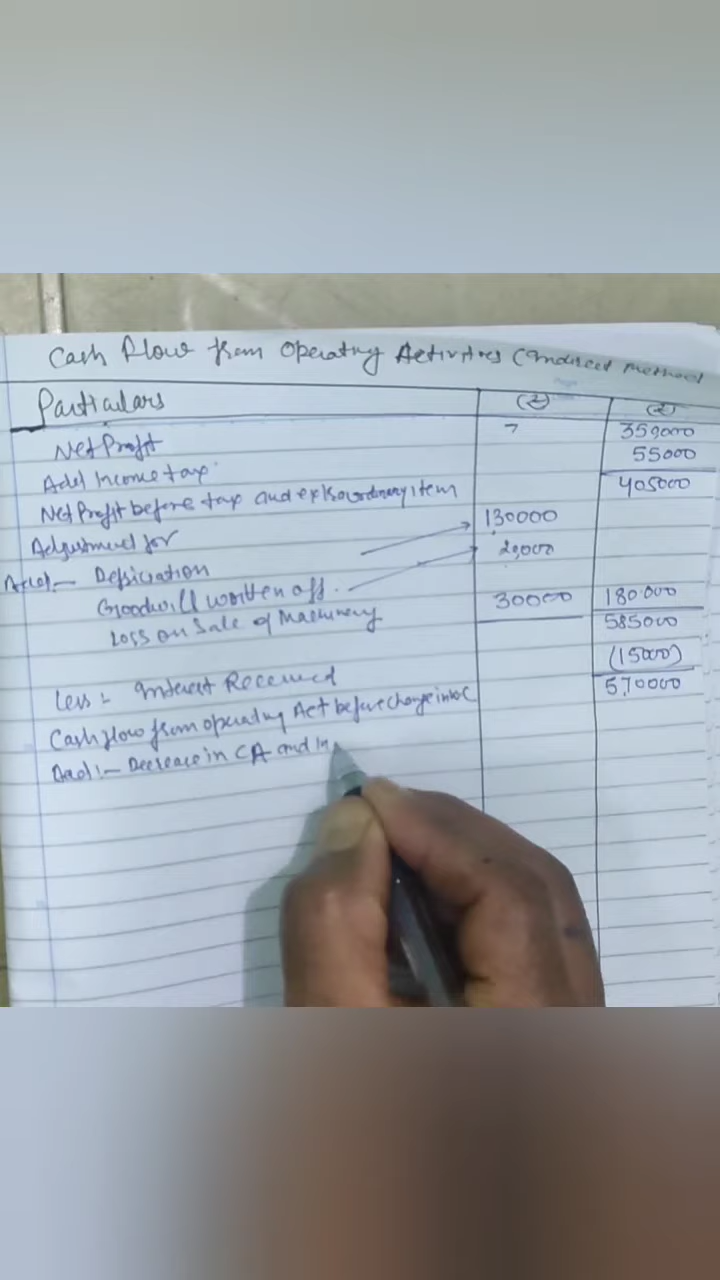 Cash Flow from Operating Activities (Indirect method
Particulars (₹) (₹)
Net Profit 350000
Add Income tax 55000
Net Profit before tax and extraordinary item 405000
Adjustment for 130000
Add:- Depreciation 20000
Goodwill written off.
Loss on Sale of Machinery 30000 180000
585000
Less: Interest Received (15000)
Cash flow from operating Act before change in WC 570000
Add:- Decrease in CA and In